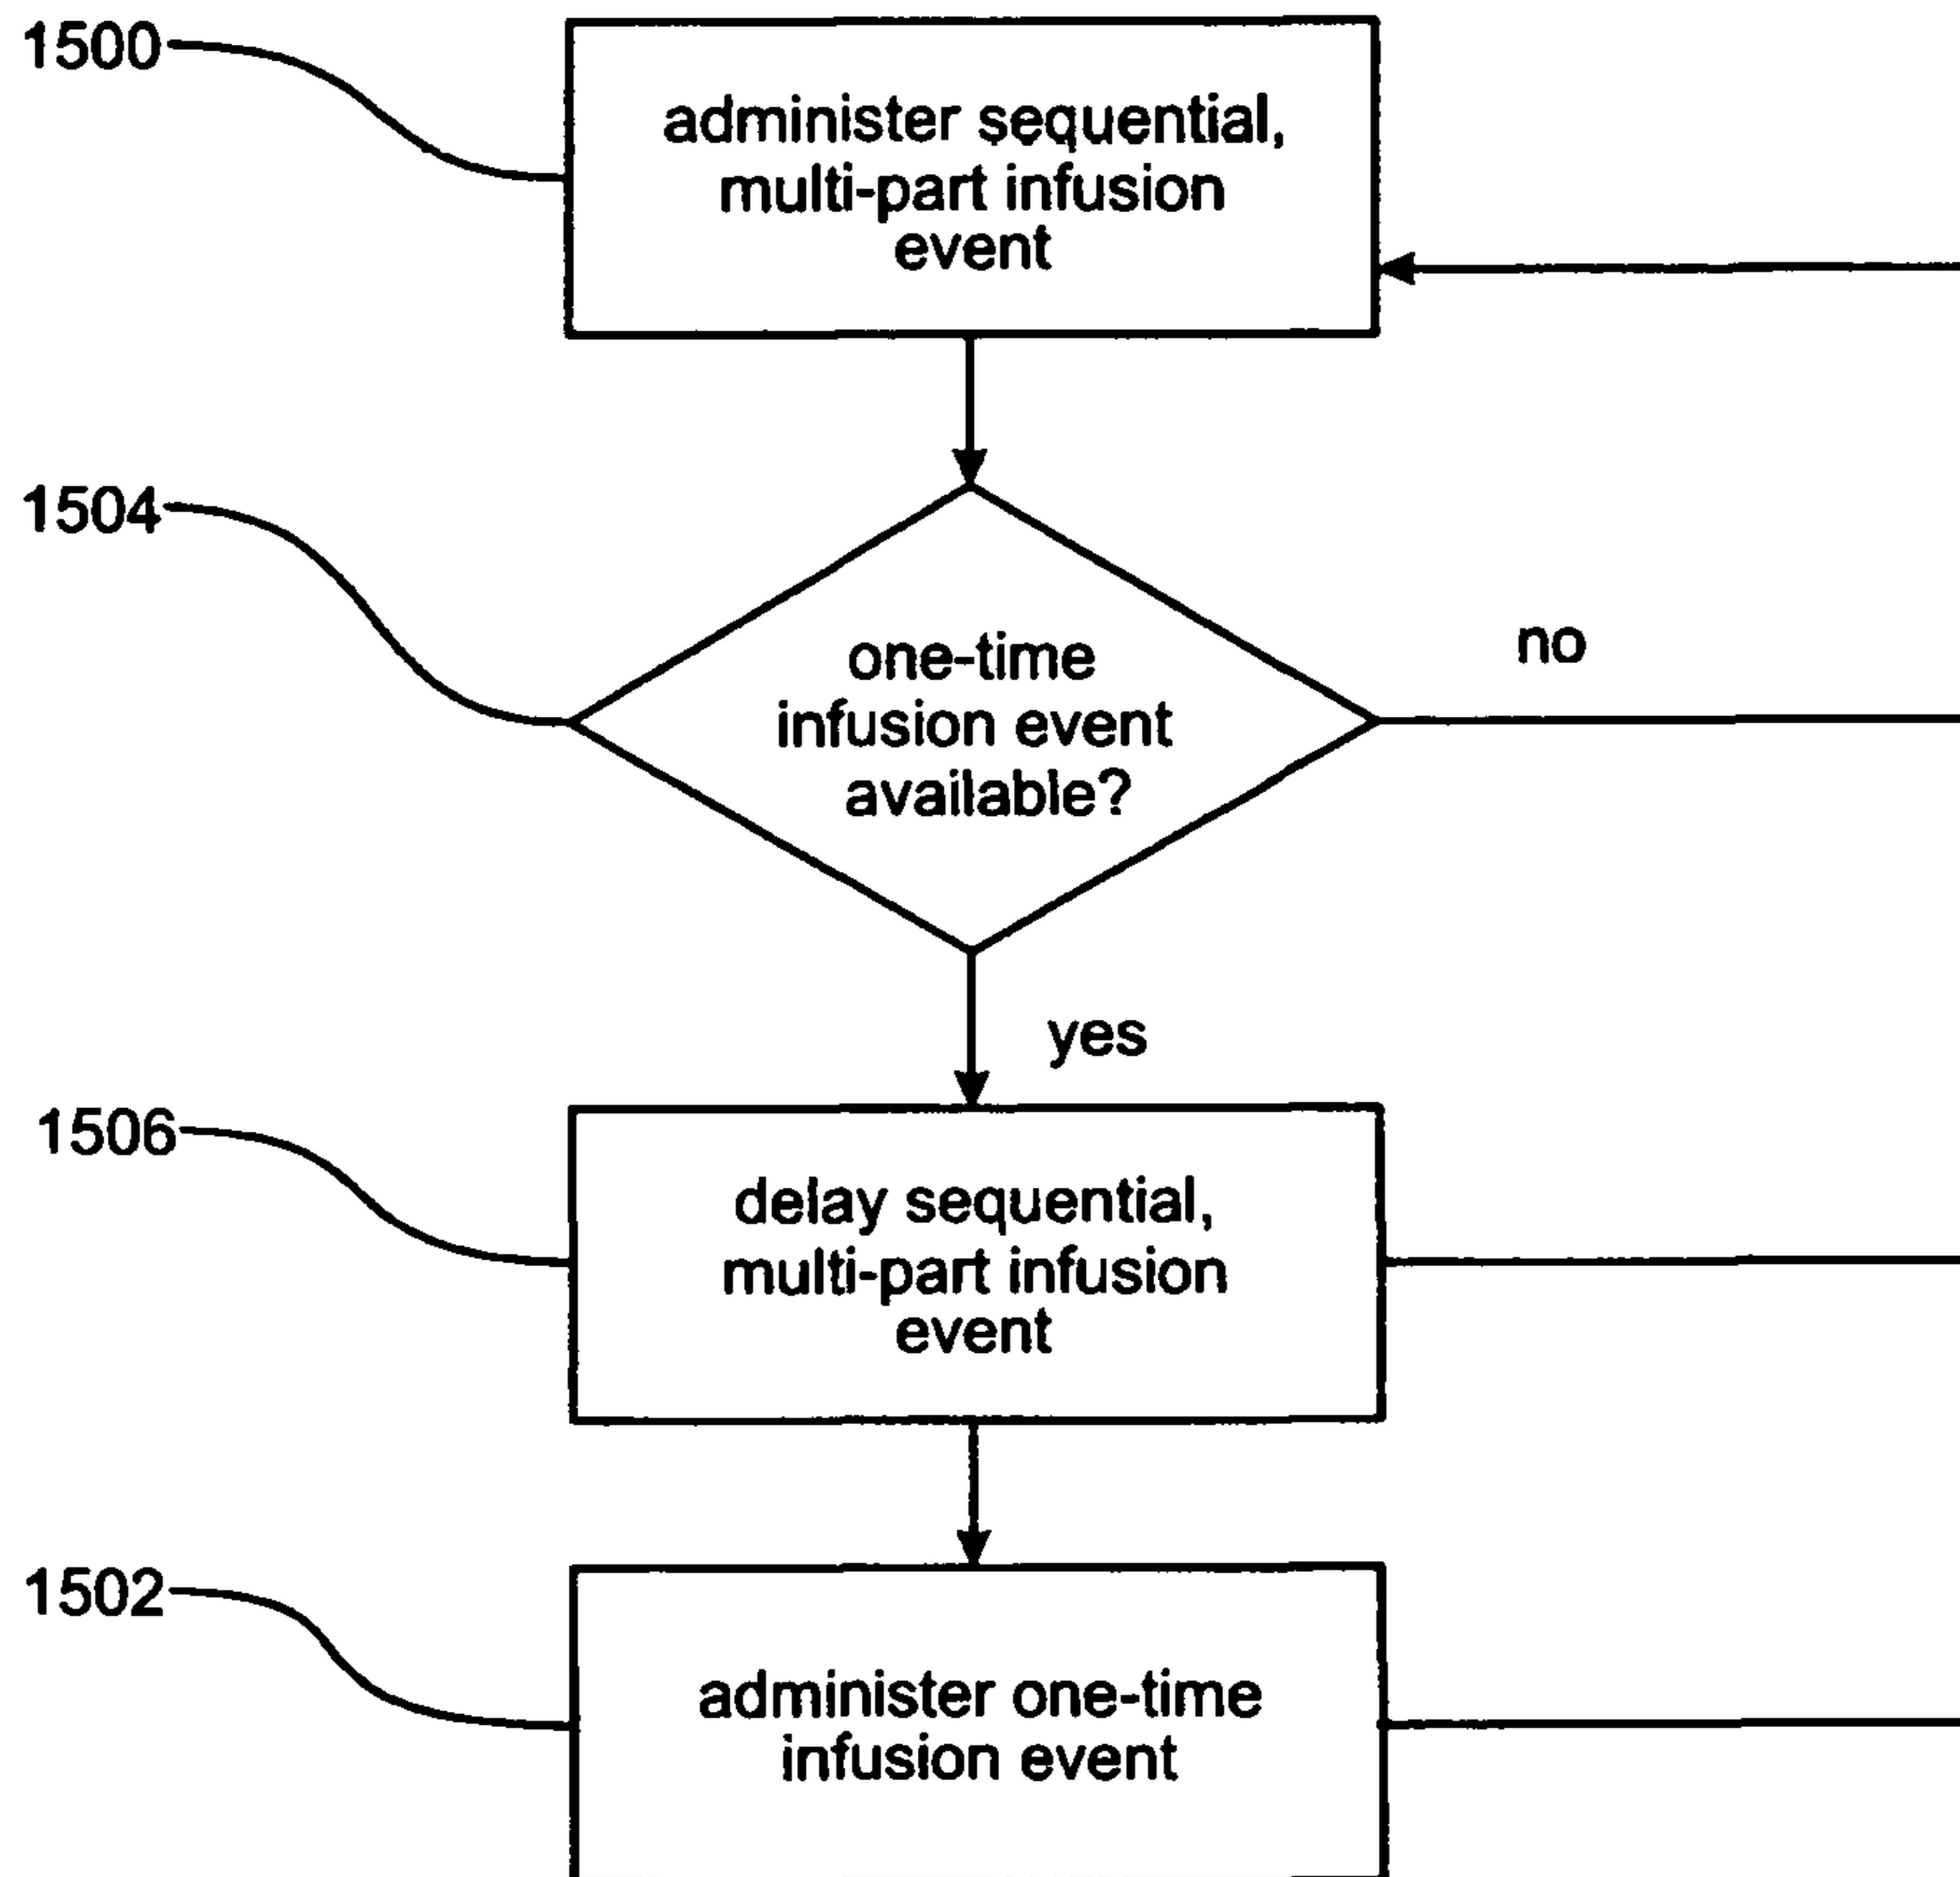 1500
administer sequential,
multi-part infusion
event
1504
one-time
infusion event
available?
no
yes
1506
delay sequential,
multi-part infusion
event
1502
administer one-time
infusion event